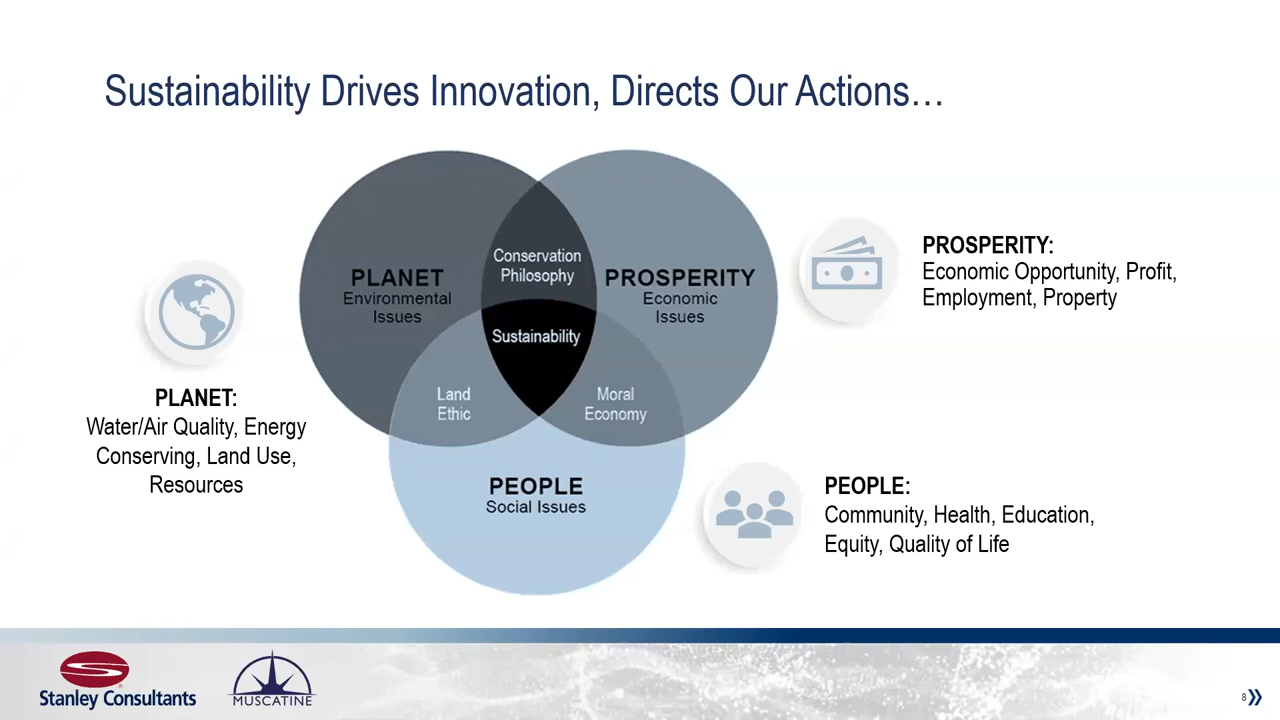 Sustainability Drives Innovation, Directs Our Actions…
PLANET
Environmental
Issues
Conservation
Philosophy
PROSPERITY
Economic
Issues
Sustainability
Land
Ethic
Moral
Economy
PEOPLE
Social Issues
PLANET:
Water/Air Quality, Energy
Conserving, Land Use,
Resources
PROSPERITY:
Economic Opportunity, Profit,
Employment, Property
PEOPLE:
Community, Health, Education,
Equity, Quality of Life
Stanley Consultants
MUSCATINE
8